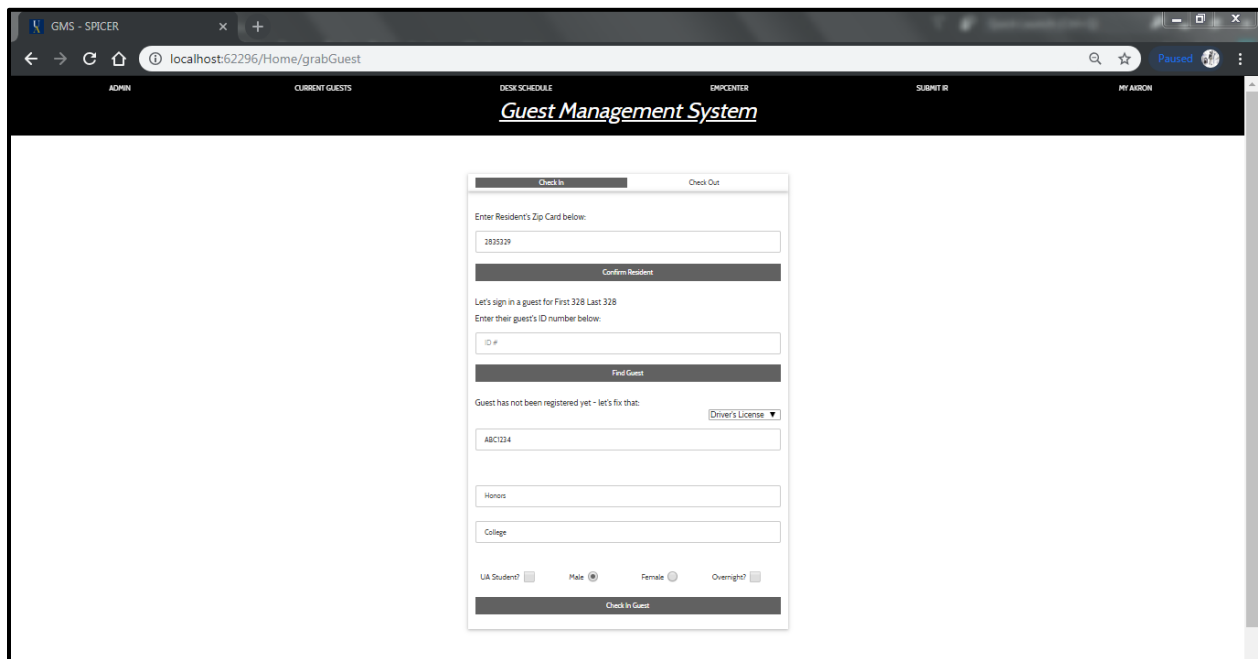 GMS - SPICER
localhost:62296/Home/grabGuest
Paused
ADMIN CURRENT GUESTS DESK SCHEDULE EMPCENTER SUBMIT IR MY AKRON
Guest Management System
Check In Check Out
Enter Resident's Zip Card below:
2835329
Confirm Resident
Let's sign in a guest for First 328 Last 328
Enter their guest's ID number below:
ID #
Find Guest
Guest has not been registered yet - let's fix that:
Driver's License
ABC1234
Honors
College
UA Student? Male Female Overnight?
Check In Guest